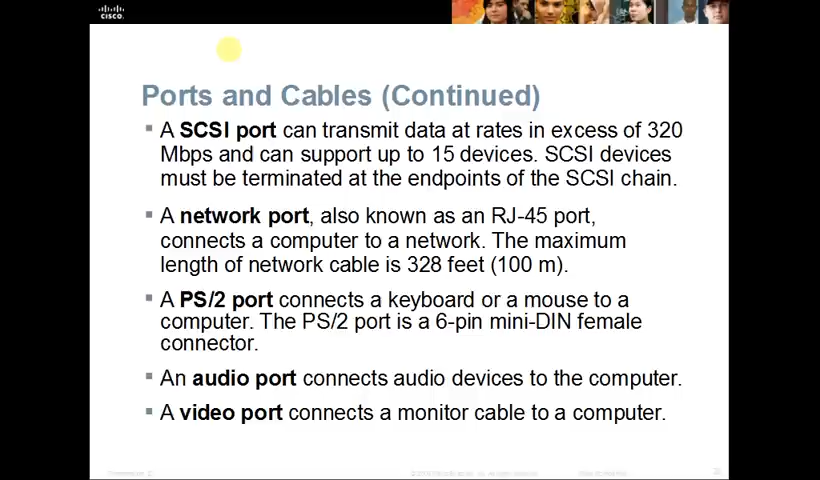 CISCO
Ports and Cables (Continued)
A SCSI port can transmit data at rates in excess of 320
Mbps and can support up to 15 devices. SCSI devices
must be terminated at the endpoints of the SCSI chain.
A network port, also known as an RJ-45 port,
connects a computer to a network. The maximum
length of network cable is 328 feet (100 m).
A PS/2 port connects a keyboard or a mouse to a
computer. The PS/2 port is a 6-pin mini-DIN female
connector.
An audio port connects audio devices to the computer.
A video port connects a monitor cable to a computer.